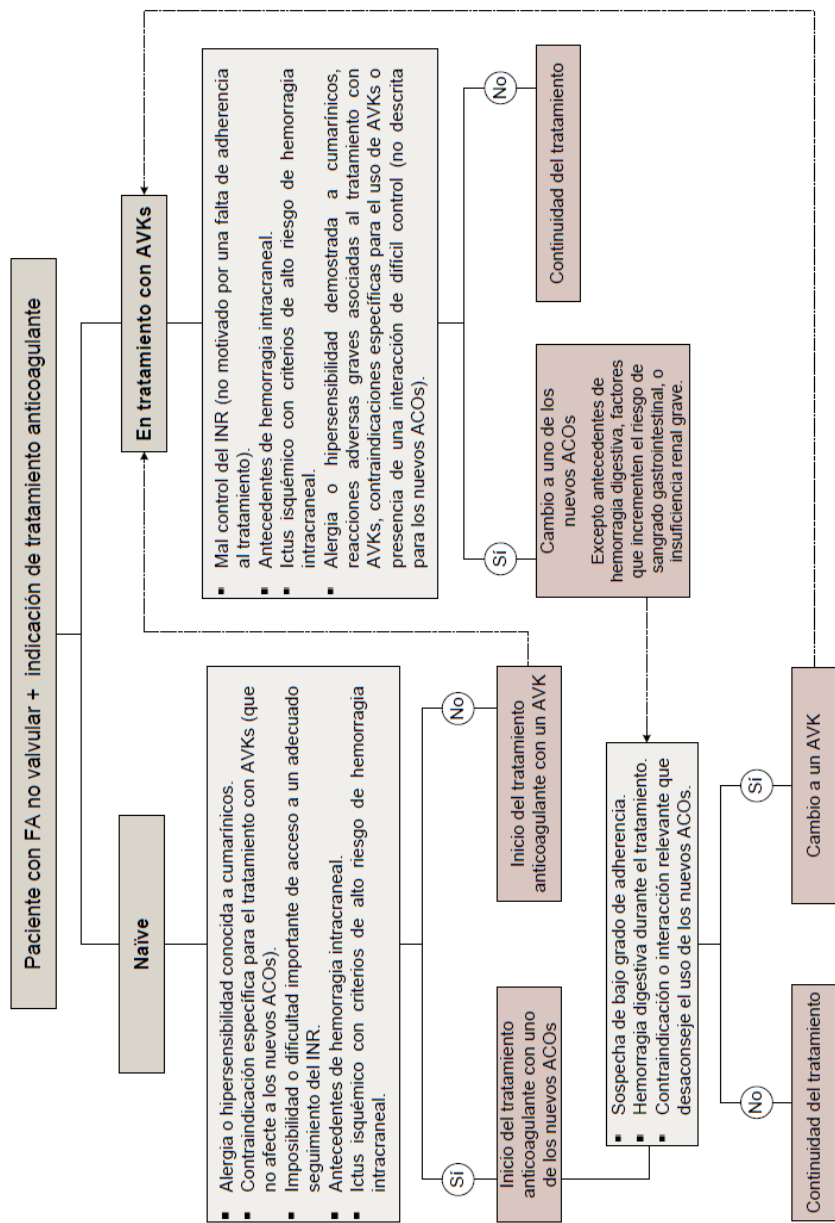 Paciente con FA no valvular + indicación de tratamiento anticoagulante
Naïve
▪ Alergia o hipersensibilidad conocida a cumarínicos.
▪ Contraindicación específica para el tratamiento con AVKs (que
no afecte a los nuevos ACOs).
▪ Imposibilidad o dificultad importante de acceso a un adecuado
seguimiento del INR.
▪ Antecedentes de hemorragia intracraneal.
▪ Ictus isquémico con criterios de alto riesgo de hemorragia
intracraneal.
Sí
No
Inicio del tratamiento
anticoagulante con uno
de los nuevos ACOs
Inicio del tratamiento
anticoagulante con un AVK
En tratamiento con AVKs
▪ Mal control del INR (no motivado por una falta de adherencia
al tratamiento).
▪ Antecedentes de hemorragia intracraneal.
▪ Ictus isquémico con criterios de alto riesgo de hemorragia
intracraneal.
▪ Alergia o hipersensibilidad demostrada a cumarínicos,
reacciones adversas graves asociadas al tratamiento con
AVKs, contraindicaciones específicas para el uso de AVKs o
presencia de una interacción de difícil control (no descrita
para los nuevos ACOs).
Sí
No
Cambio a uno de los
nuevos ACOs
Excepto antecedentes de
hemorragia digestiva, factores
que incrementen el riesgo de
sangrado gastrointestinal, o
insuficiencia renal grave.
Continuidad del tratamiento
▪ Sospecha de bajo grado de adherencia.
▪ Hemorragia digestiva durante el tratamiento.
▪ Contraindicación o interacción relevante que
desaconseje el uso de los nuevos ACOs.
No
Sí
Continuidad del tratamiento
Cambio a un AVK